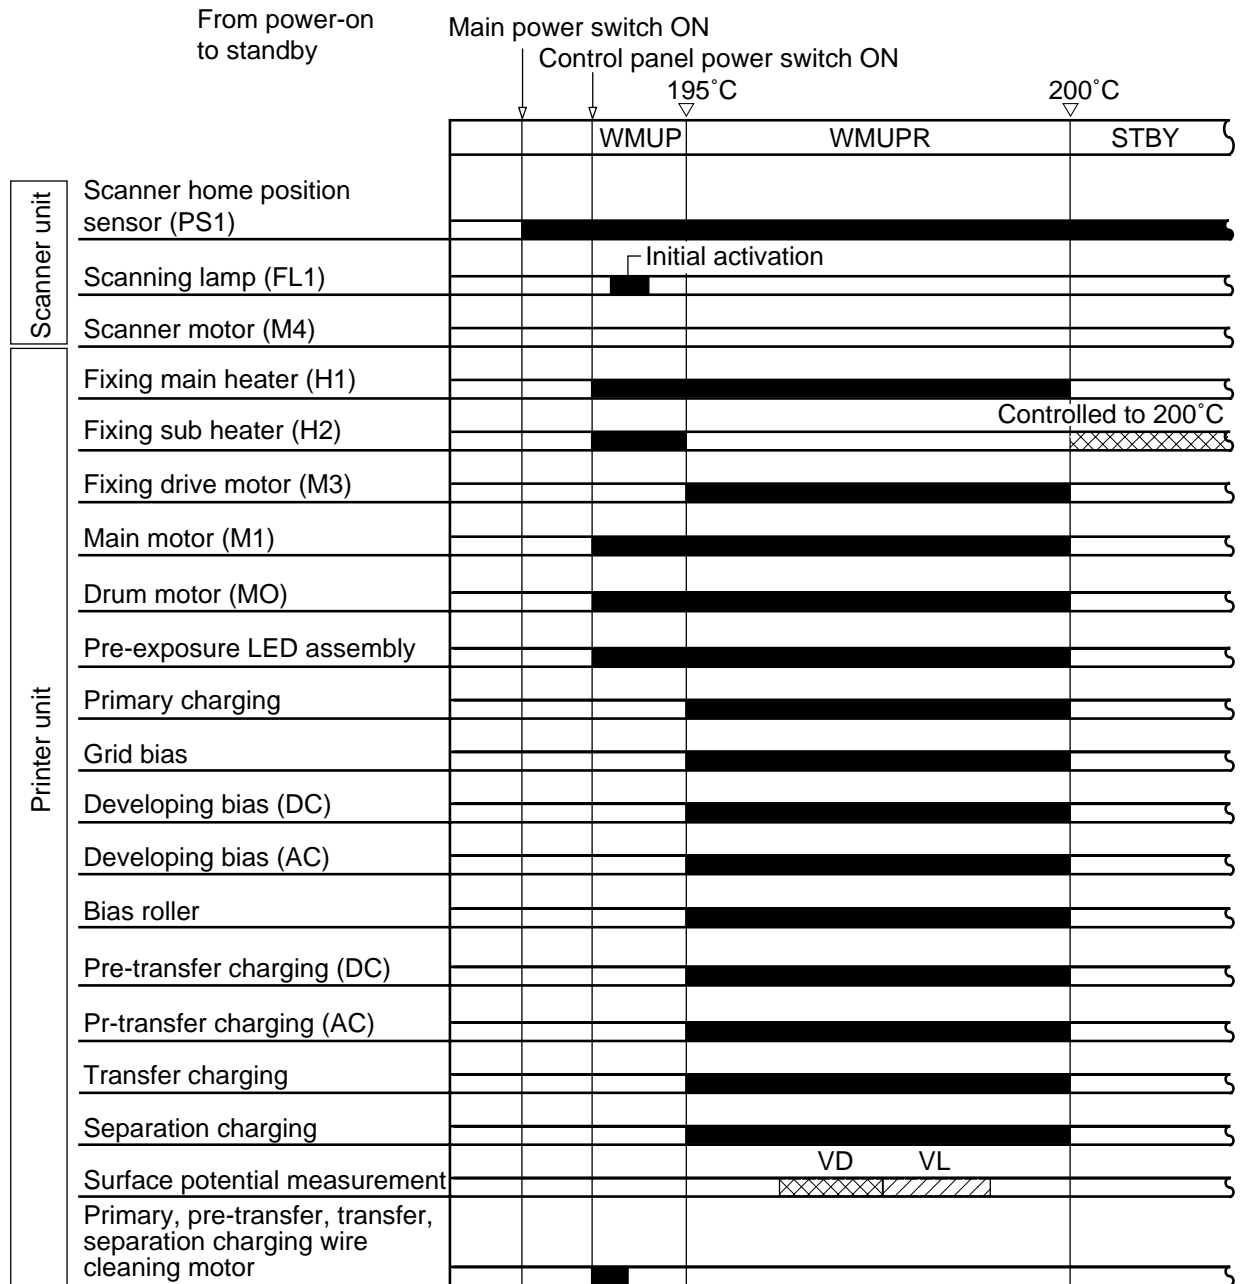 From power-on
to standby
Main power switch ON
Control panel power switch ON
195˚C
200˚C
WMUP
WMUPR
STBY
Scanner unit
Scanner home position
sensor (PS1)
Initial activation
Scanning lamp (FL1)
Scanner motor (M4)
Printer unit
Fixing main heater (H1)
Controlled to 200˚C
Fixing sub heater (H2)
Fixing drive motor (M3)
Main motor (M1)
Drum motor (MO)
Pre-exposure LED assembly
Primary charging
Grid bias
Developing bias (DC)
Developing bias (AC)
Bias roller
Pre-transfer charging (DC)
Pr-transfer charging (AC)
Transfer charging
Separation charging
VD
VL
Surface potential measurement
Primary, pre-transfer, transfer,
separation charging wire
cleaning motor